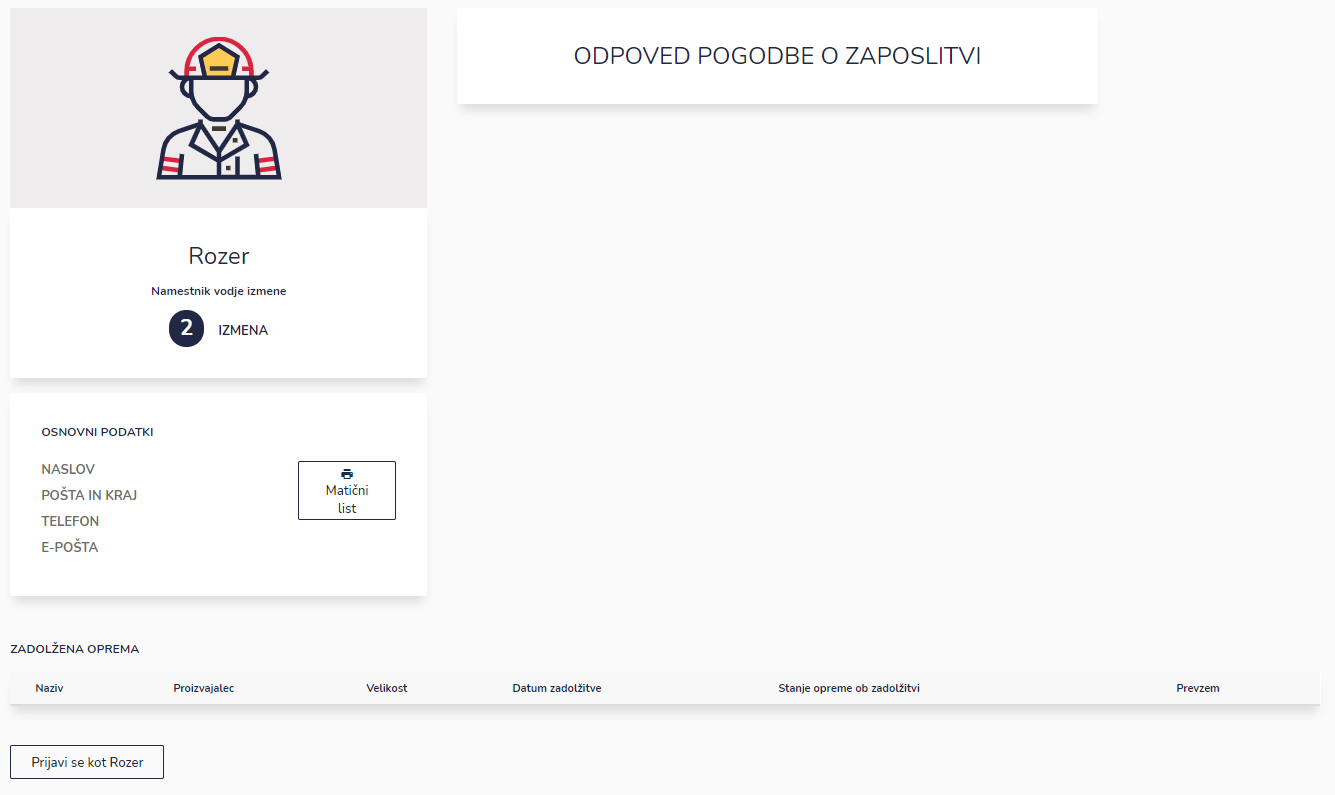 ODPOVED POGODBE O ZAPOSLITVI
Rozer
Namestnik vodje izmene
2 IZMENA
OSNOVNI PODATKI
NASLOV
POŠTA IN KRAJ
TELEFON
E-POŠTA
Matični
list
ZADOLŽENA OPREMA
Naziv Proizvajalec Velikost Datum zadolžitve Stanje opreme ob zadolžitvi Prevzem
Prijavi se kot Rozer